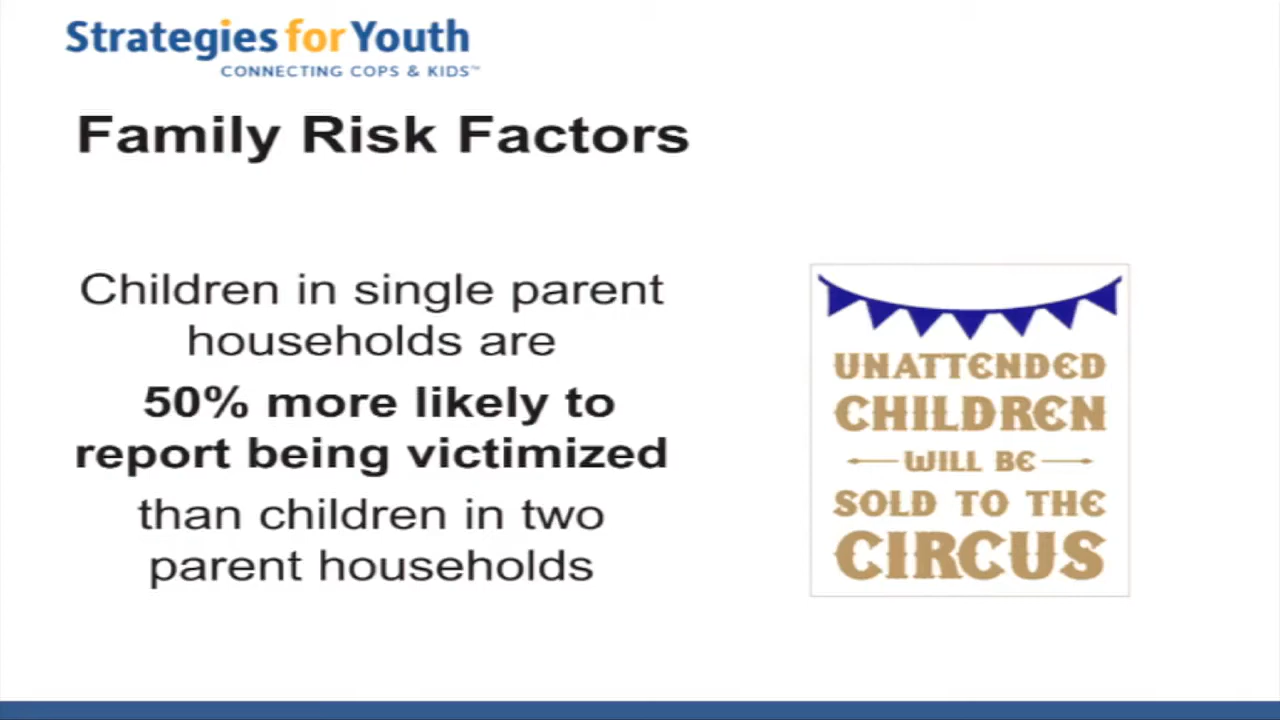 Strategies for Youth
CONNECTING COPS & KIDS™
Family Risk Factors
Children in single parent
households are
50% more likely to
report being victimized
than children in two
parent households
UNATTENDED
CHILDREN
WILL BE
SOLD TO THE
CIRCUS